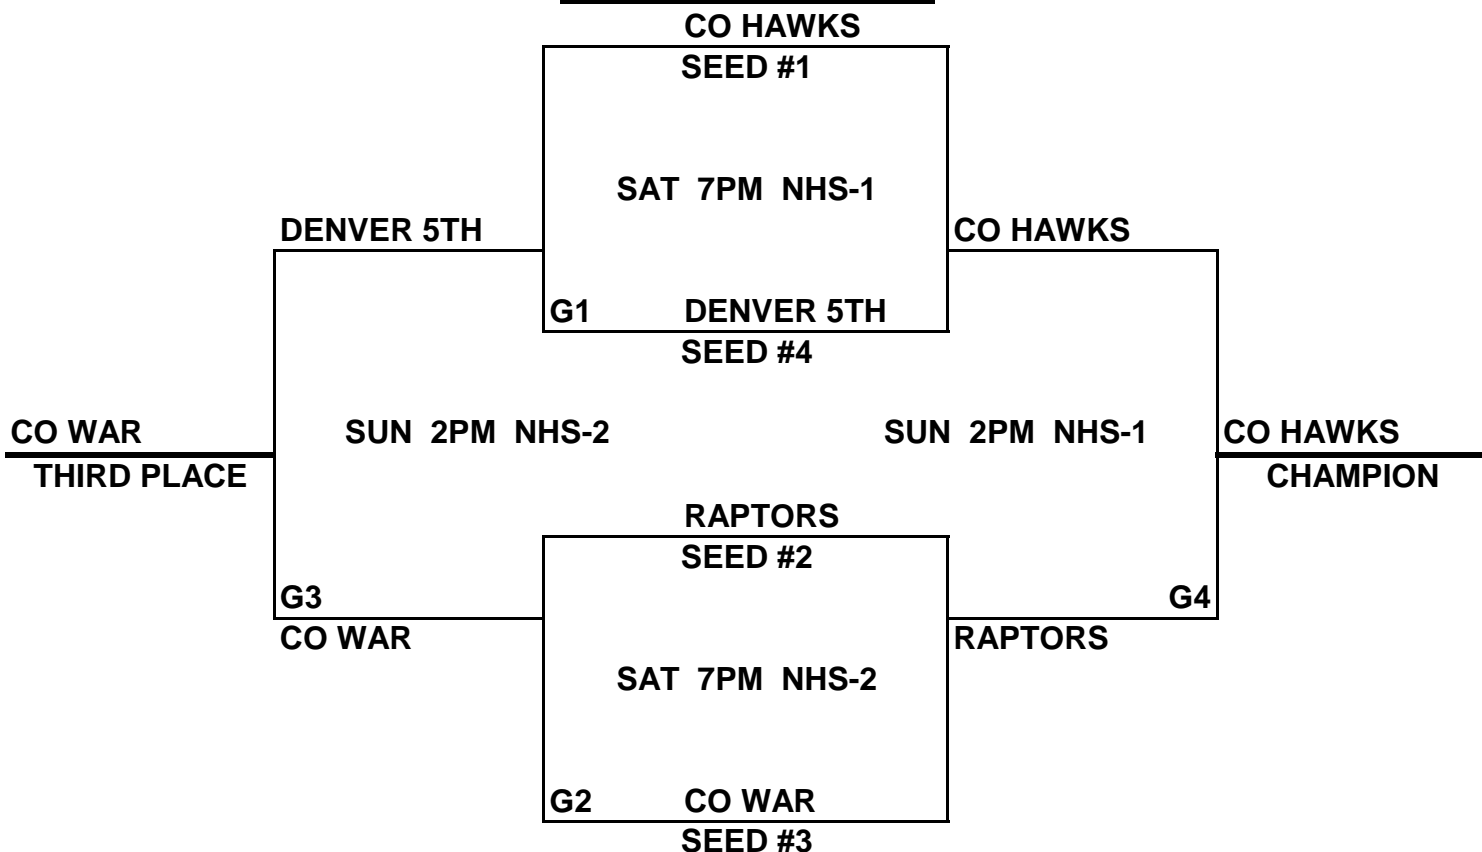 CO HAWKS
SEED #1
SAT 7PM NHS-1
DENVER 5TH
CO HAWKS
G1 DENVER 5TH
SEED #4
CO WAR
SUN 2PM NHS-2
SUN 2PM NHS-1
CO HAWKS
THIRD PLACE
CHAMPION
RAPTORS
SEED #2
G3
G4
CO WAR
RAPTORS
SAT 7PM NHS-2
G2 CO WAR
SEED #3